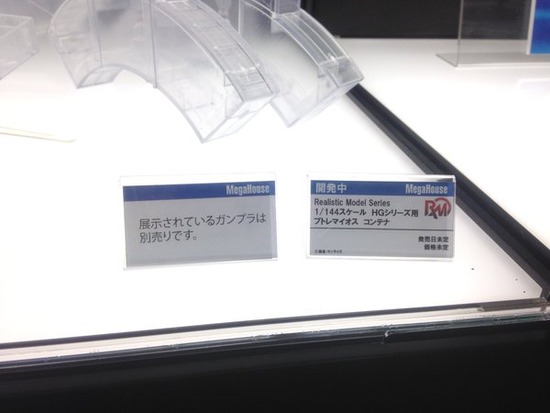 MegaHouse
展示されているガンプラは
別売りです。
開発中 MegaHouse
Realistic Model Series
1/144スケール HGシリーズ用
プトレマイオス コンテナ
RM
発売日未定
価格未定